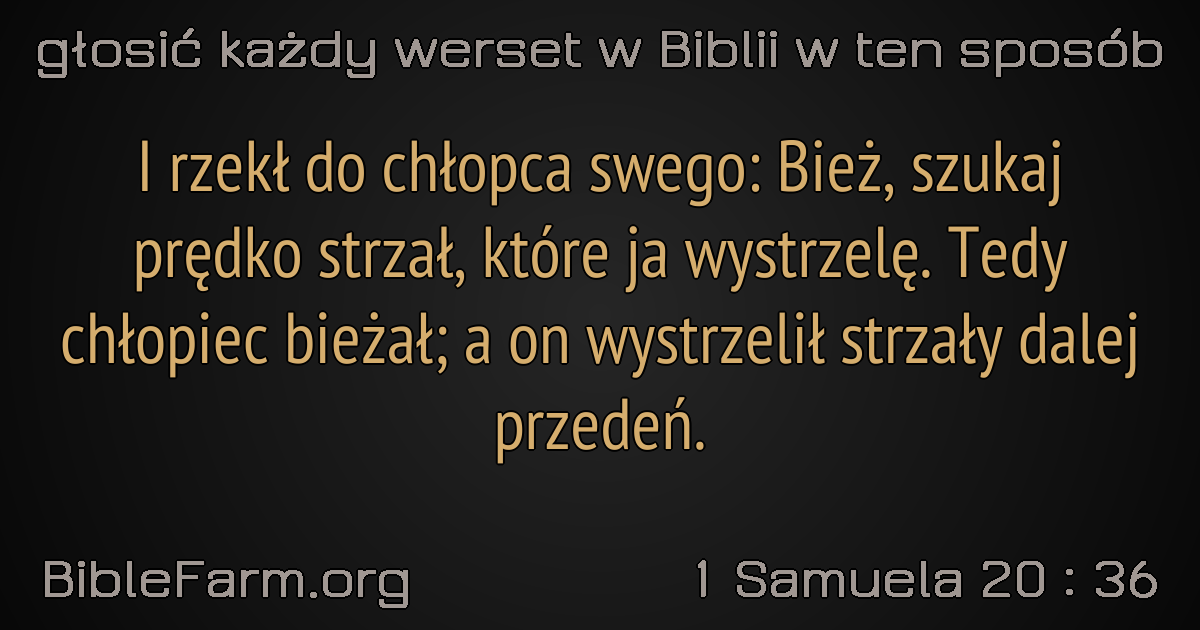 głosić każdy werset w Biblii w ten sposób
I rzekł do chłopca swego: Bież, szukaj
prędko strzał, które ja wystrzelę. Tedy
chłopiec bieżał; a on wystrzelił strzały dalej
przedeń.
BibleFarm.org
1 Samuela 20 : 36